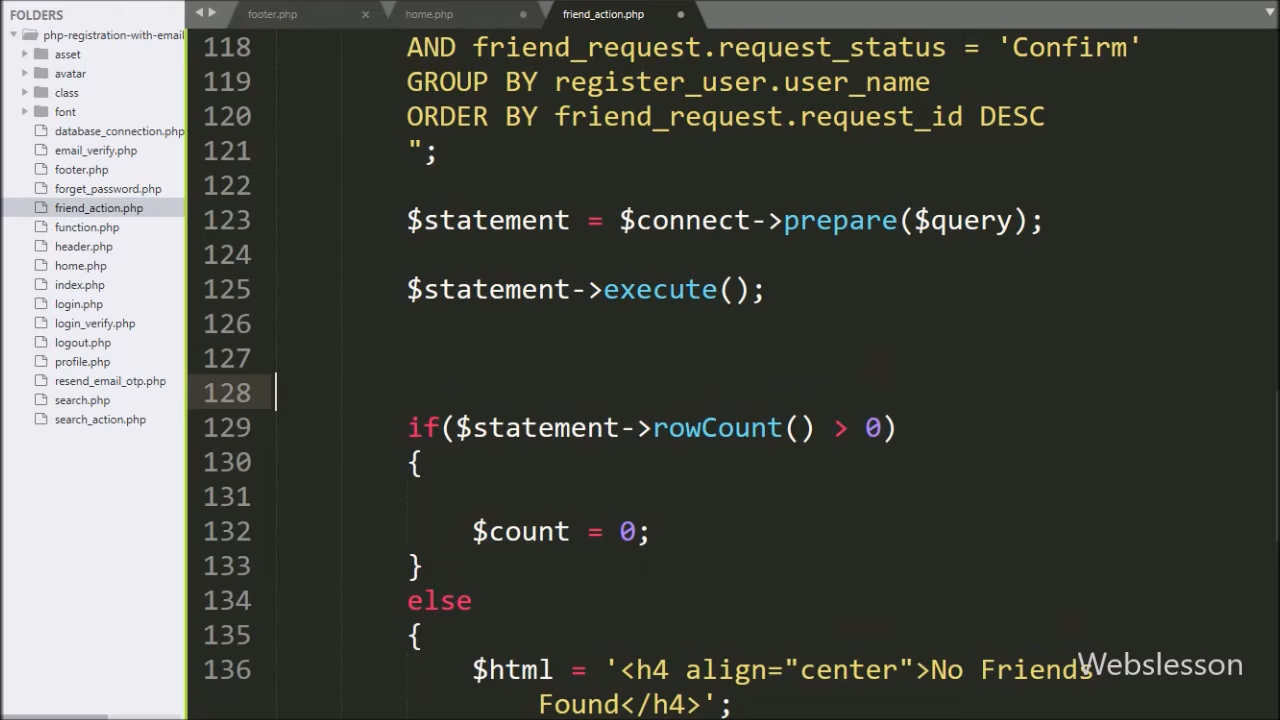 FOLDERS
php-registration-with-email
asset
avatar
class
font
database_connection.php
email_verify.php
footer.php
forget_password.php
friend_action.php
function.php
header.php
home.php
index.php
login.php
login_verify.php
logout.php
profile.php
resend_email_otp.php
search.php
search_action.php
footer.php
home.php
friend_action.php
118 AND friend_request.request_status = 'Confirm'
119 GROUP BY register_user.user_name
120 ORDER BY friend_request.request_id DESC
121 ";
122
123 $statement = $connect->prepare($query);
124
125 $statement->execute();
126
127
128
129 if($statement->rowCount() > 0)
130 {
131
132 $count = 0;
133 }
134 else
135 {
136 $html = '<h4 align="center">No Friends
Found</h4>';
Webslesson